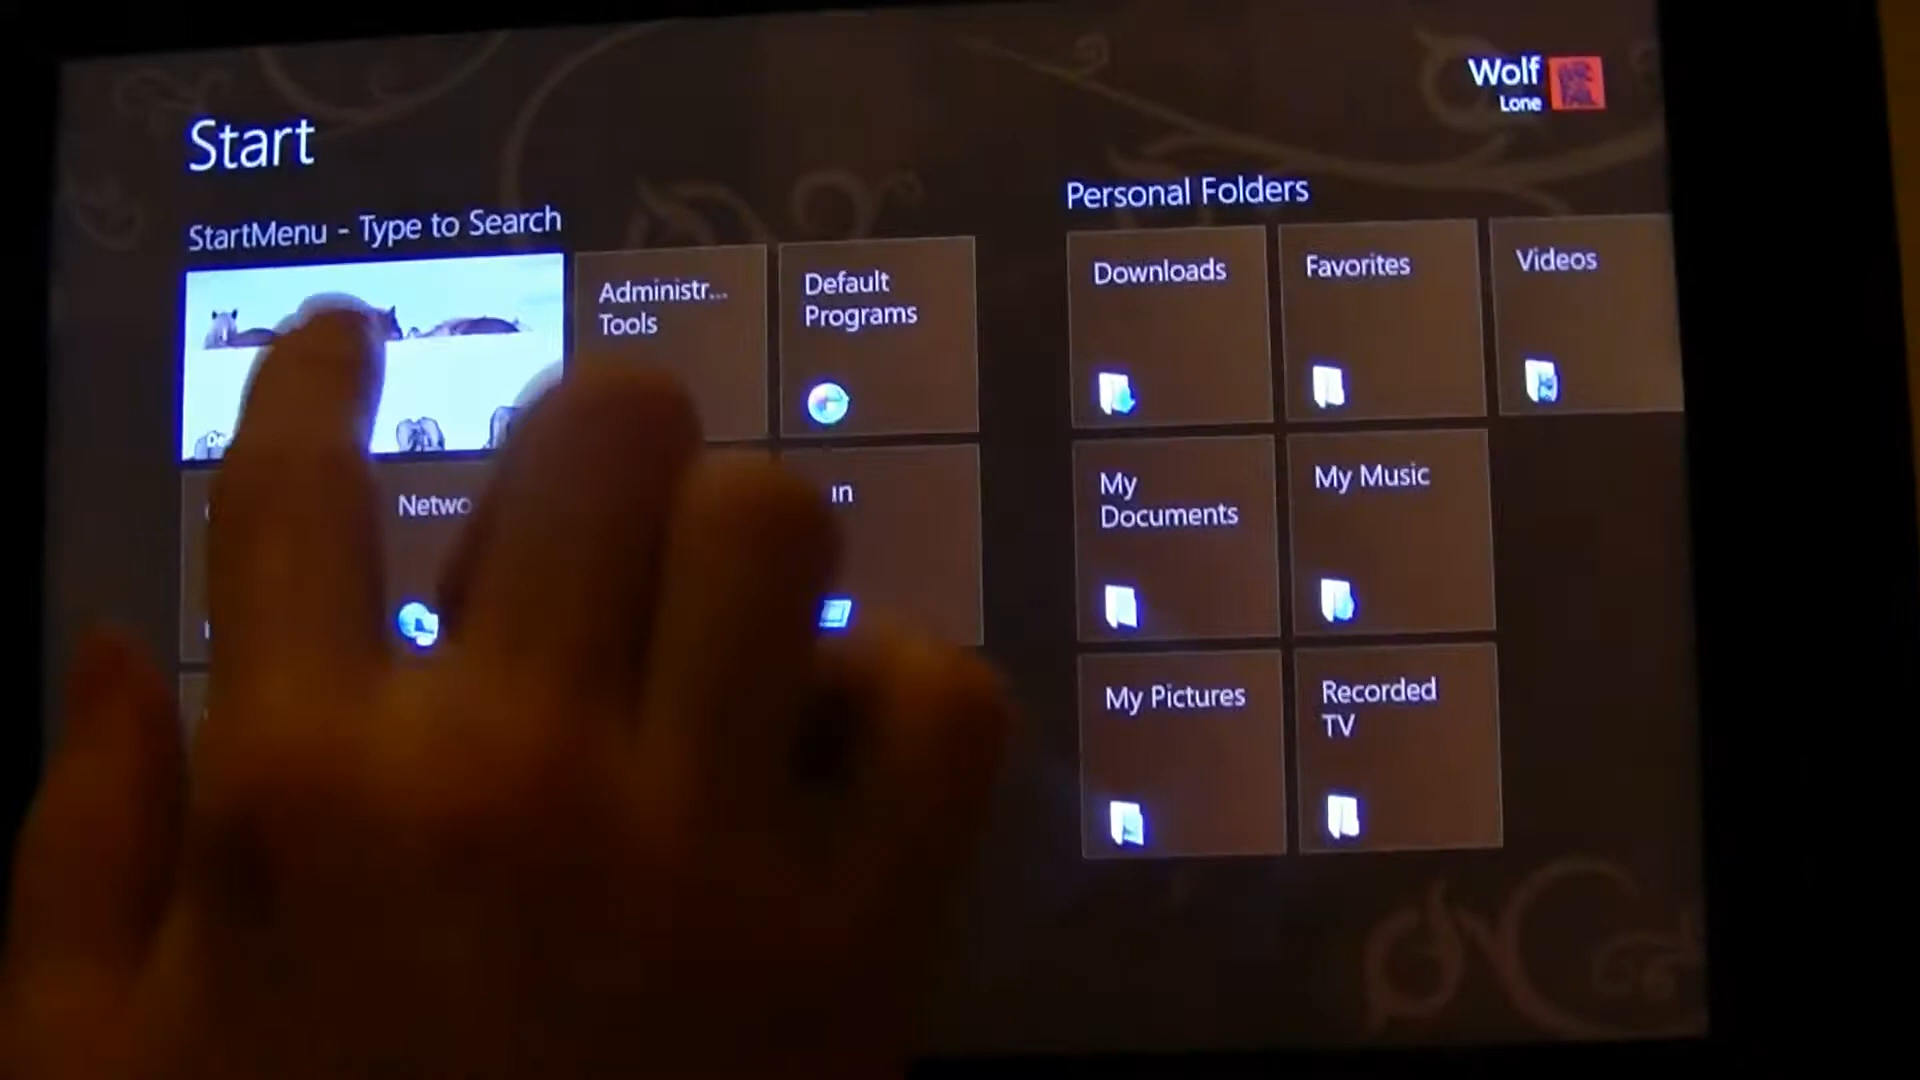 Start
Wolf
Lone
StartMenu - Type to Search
Personal Folders
Administr...
Tools
Default
Programs
Downloads
Favorites
Videos
My
Documents
My Music
My Pictures
Recorded
TV